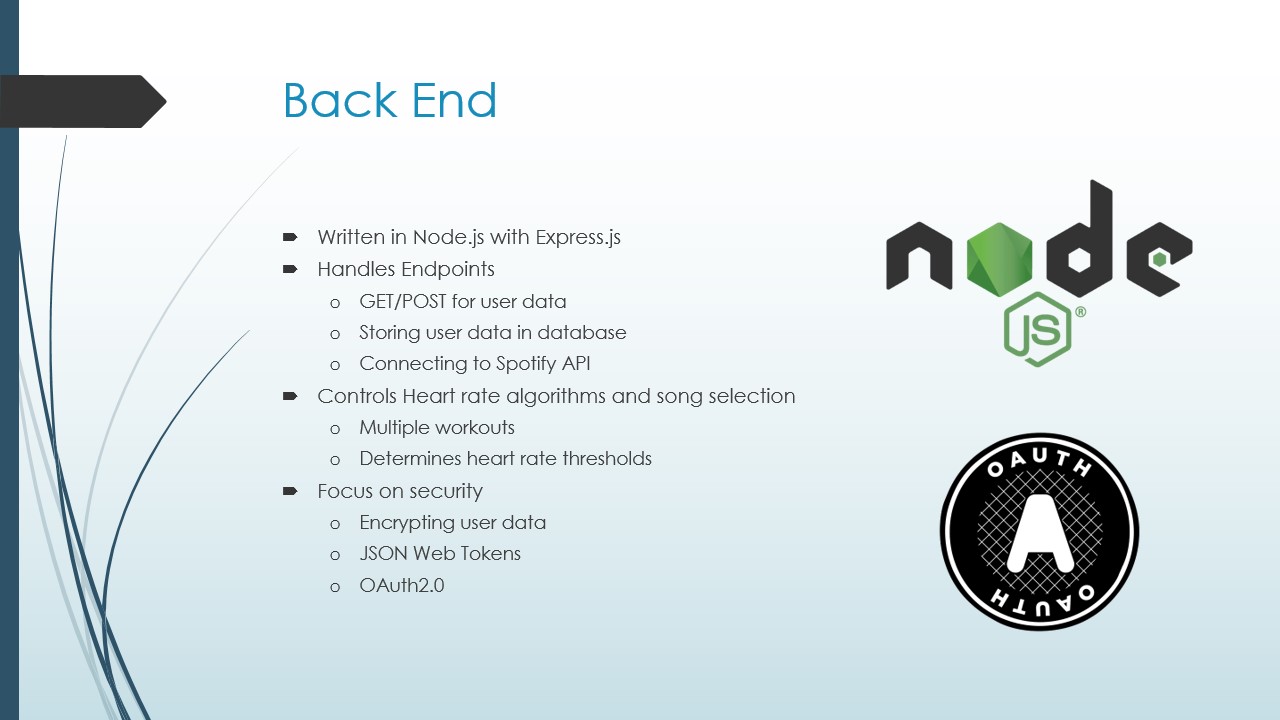 Back End
Written in Node.js with Express.js
Handles Endpoints
GET/POST for user data
Storing user data in database
Connecting to Spotify API
Controls Heart rate algorithms and song selection
Multiple workouts
Determines heart rate thresholds
Focus on security
Encrypting user data
JSON Web Tokens
OAuth2.0
node
JS®
OAUTH
A
OAUTH